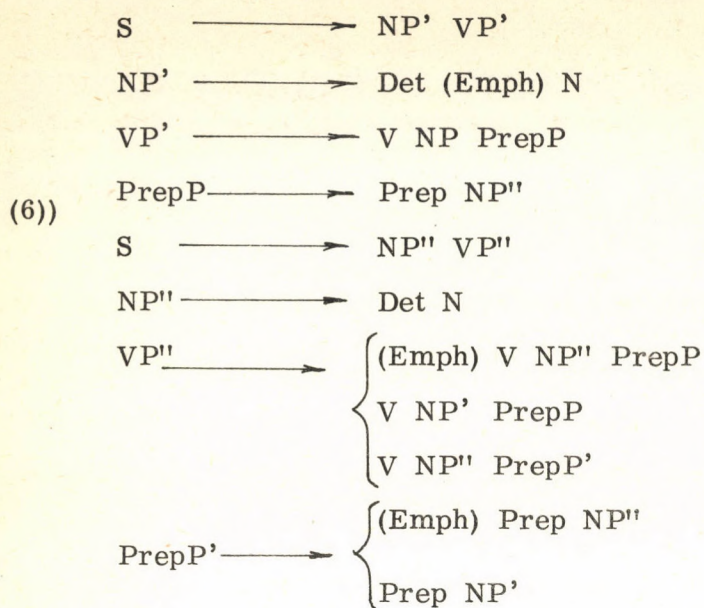 S ⟶ NP' VP'
NP' ⟶ Det (Emph) N
VP' ⟶ V NP PrepP
(6)) PrepP ⟶ Prep NP"
S ⟶ NP" VP"
NP" ⟶ Det N
VP" ⟶ { (Emph) V NP" PrepP
V NP' PrepP
V NP" PrepP'
PrepP' ⟶ { (Emph) Prep NP"
Prep NP'